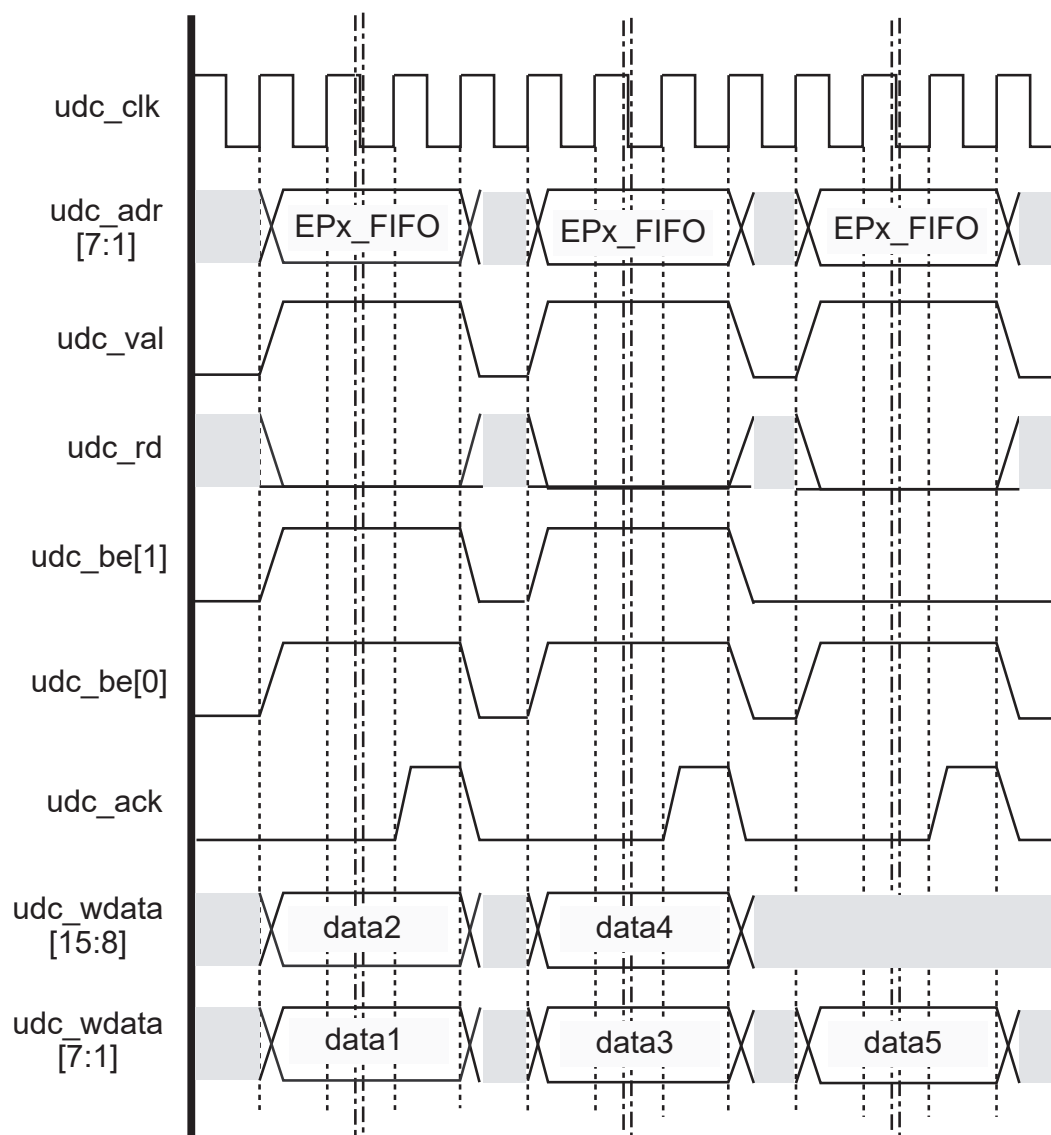 udc_clk
udc_adr
[7:1]
EPx_FIFO
EPx_FIFO
EPx_FIFO
udc_val
udc_rd
udc_be[1]
udc_be[0]
udc_ack
udc_wdata
[15:8]
data2
data4
udc_wdata
[7:1]
data1
data3
data5